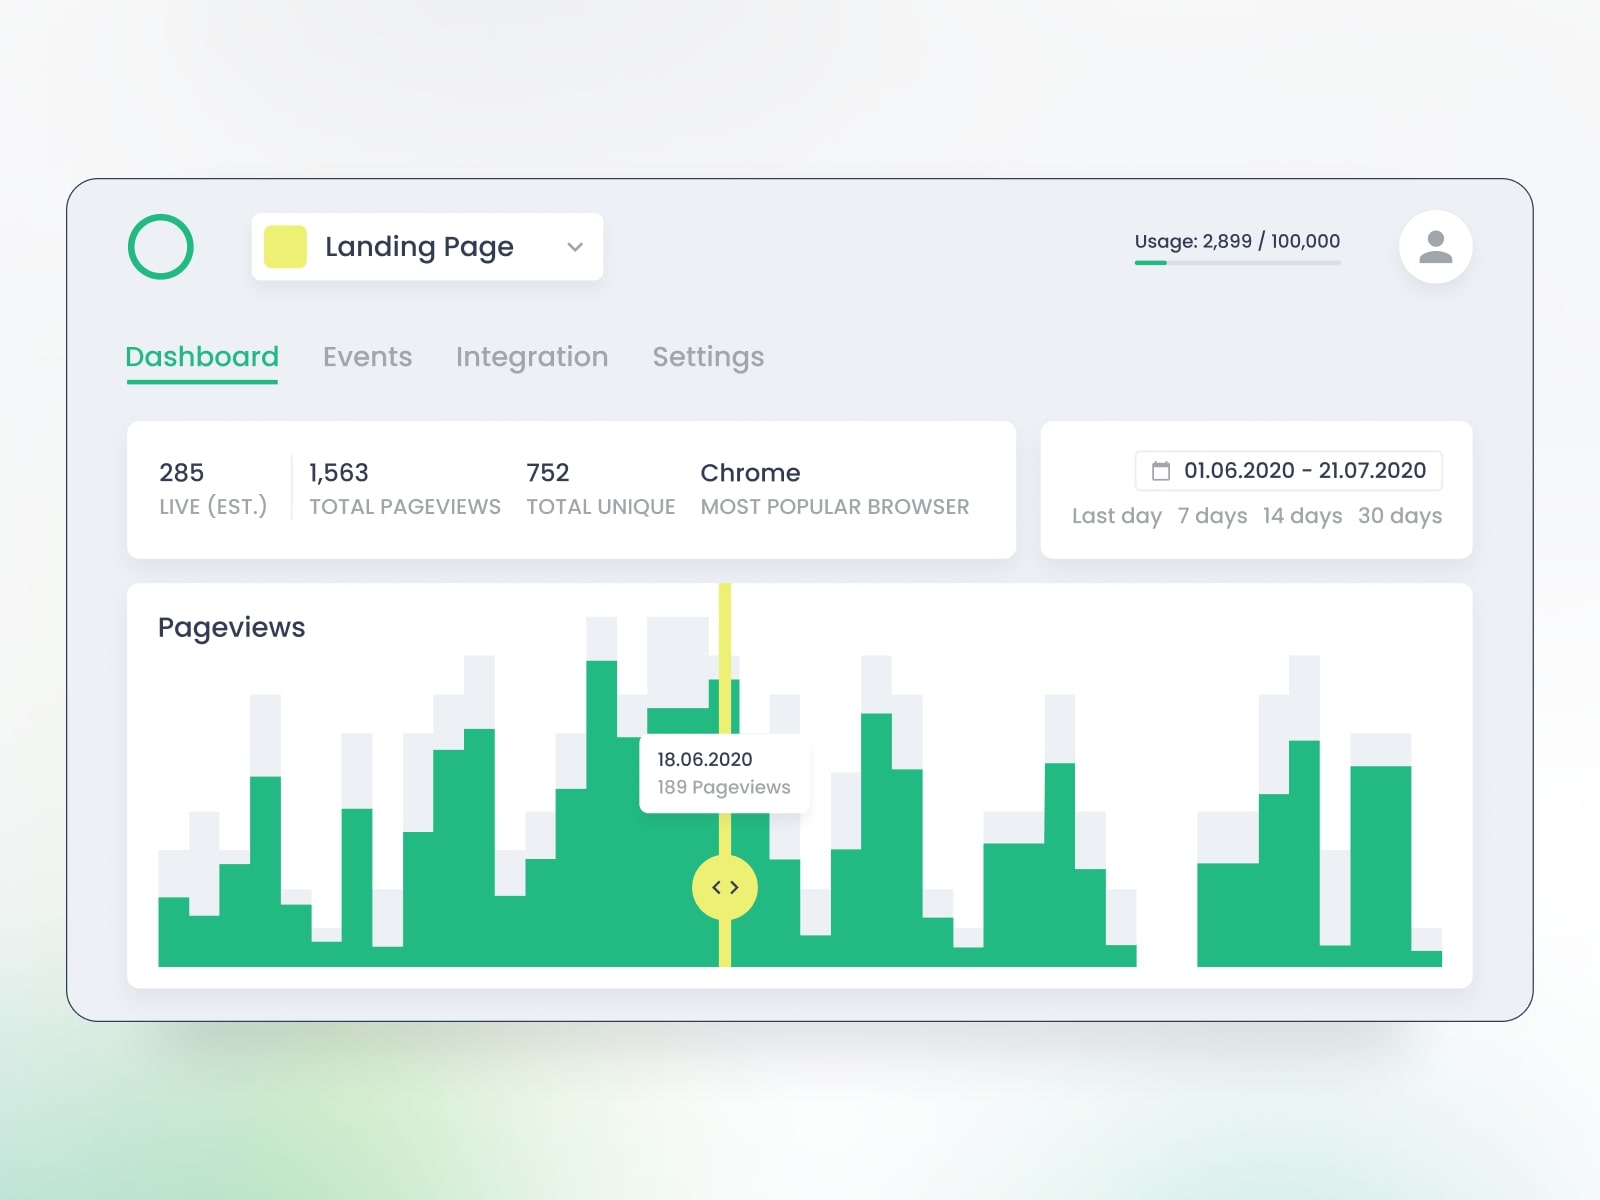 Landing Page
Usage: 2,899 / 100,000
Dashboard Events Integration Settings
285 1,563 752 Chrome
LIVE (EST.) TOTAL PAGEVIEWS TOTAL UNIQUE MOST POPULAR BROWSER
01.06.2020 - 21.07.2020
Last day 7 days 14 days 30 days
Pageviews
18.06.2020
189 Pageviews